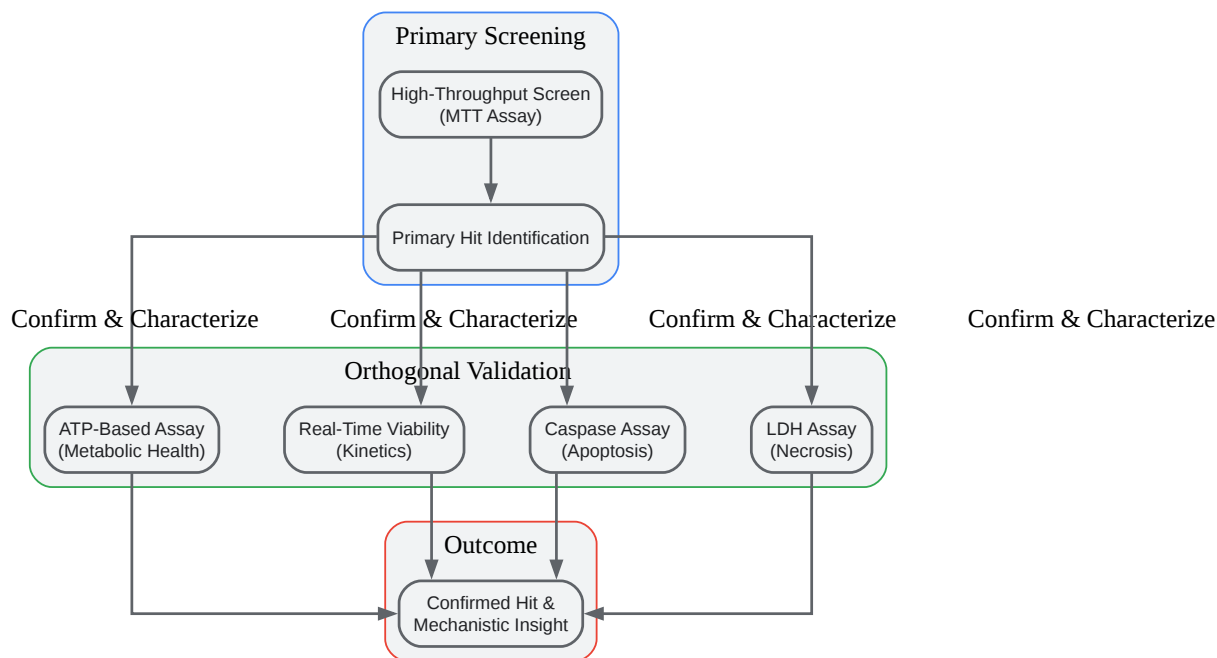 Primary Screening
High-Throughput Screen
(MTT Assay)
Primary Hit Identification
Confirm & Characterize
Confirm & Characterize
Confirm & Characterize
Confirm & Characterize
Orthogonal Validation
ATP-Based Assay
(Metabolic Health)
Real-Time Viability
(Kinetics)
Caspase Assay
(Apoptosis)
LDH Assay
(Necrosis)
Outcome
Confirmed Hit &
Mechanistic Insight